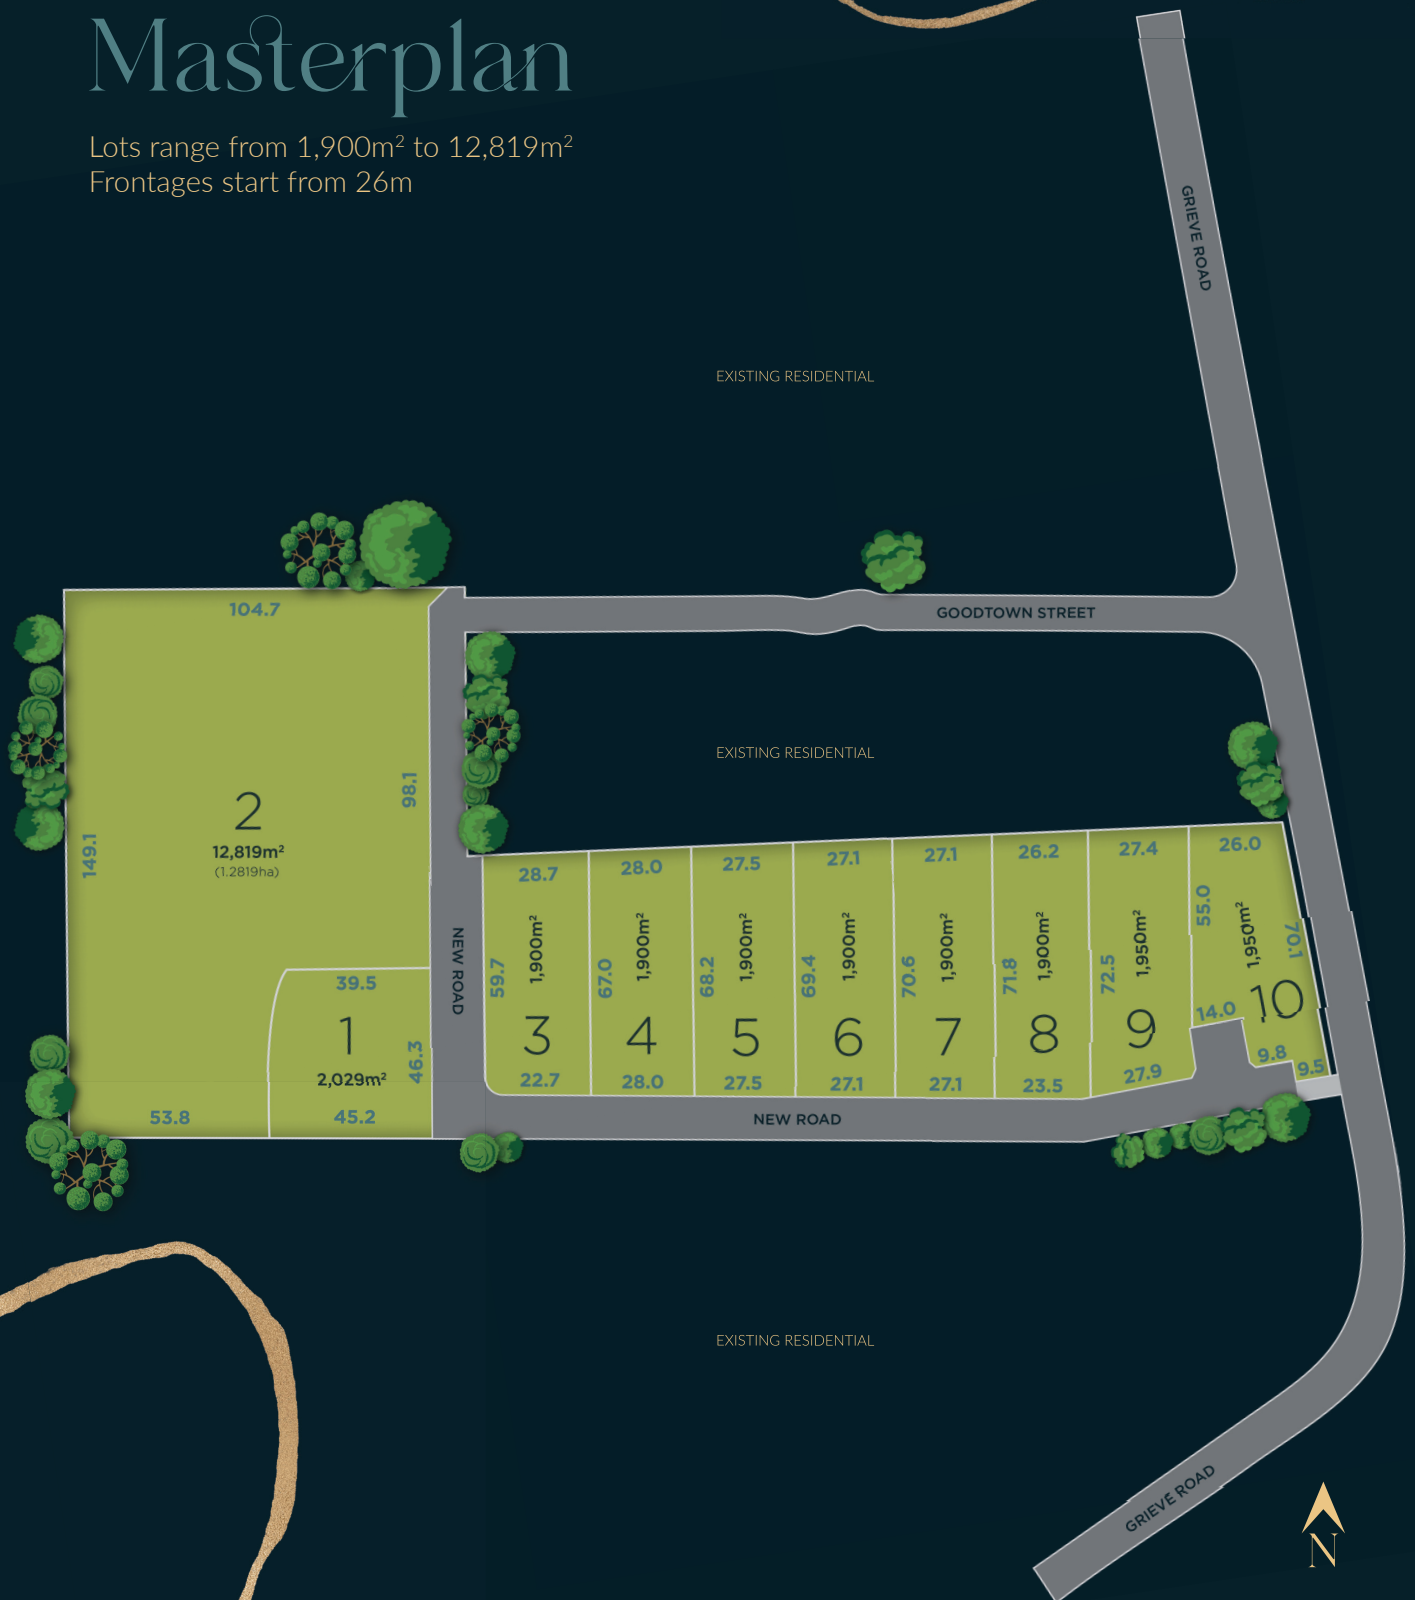 Masterplan
Lots range from 1,900m² to 12,819m²
Frontages start from 26m
GRIEVE ROAD
EXISTING RESIDENTIAL
GOODTOWN STREET
104.7
EXISTING RESIDENTIAL
98.1
2
12,819m²
(1.2819ha)
149.1
28.7
28.0
27.5
27.1
27.1
26.2
27.4
26.0
NEW ROAD
59.7
1,900m²
67.0
1,900m²
68.2
1,900m²
69.4
1,900m²
70.6
1,900m²
71.8
1,900m²
72.5
1,950m²
55.0
1,950m²
70.1
39.5
1
2,029m²
46.3
53.8
45.2
3
4
5
6
7
8
9
10
14.0
9.8
9.5
22.7
28.0
27.5
27.1
27.1
23.5
27.9
NEW ROAD
EXISTING RESIDENTIAL
GRIEVE ROAD
N